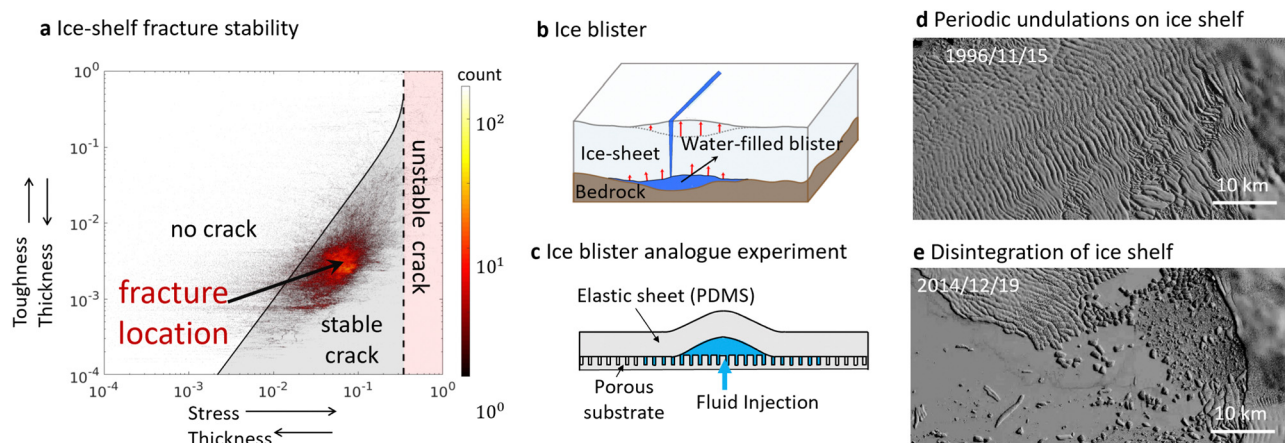 a Ice-shelf fracture stability
count
10^0
10^-1
10^-2
10^-3
10^-4
Toughness
Thickness
no crack
fracture
location
stable
crack
unstable crack
10^-4
10^-3
10^-2
10^-1
10^0
Stress
Thickness
10^2
10^1
10^0
b Ice blister
Ice-sheet
Water-filled blister
Bedrock
c Ice blister analogue experiment
Elastic sheet (PDMS)
Porous
substrate
Fluid Injection
d Periodic undulations on ice shelf
1996/11/15
10 km
e Disintegration of ice shelf
2014/12/19
10 km